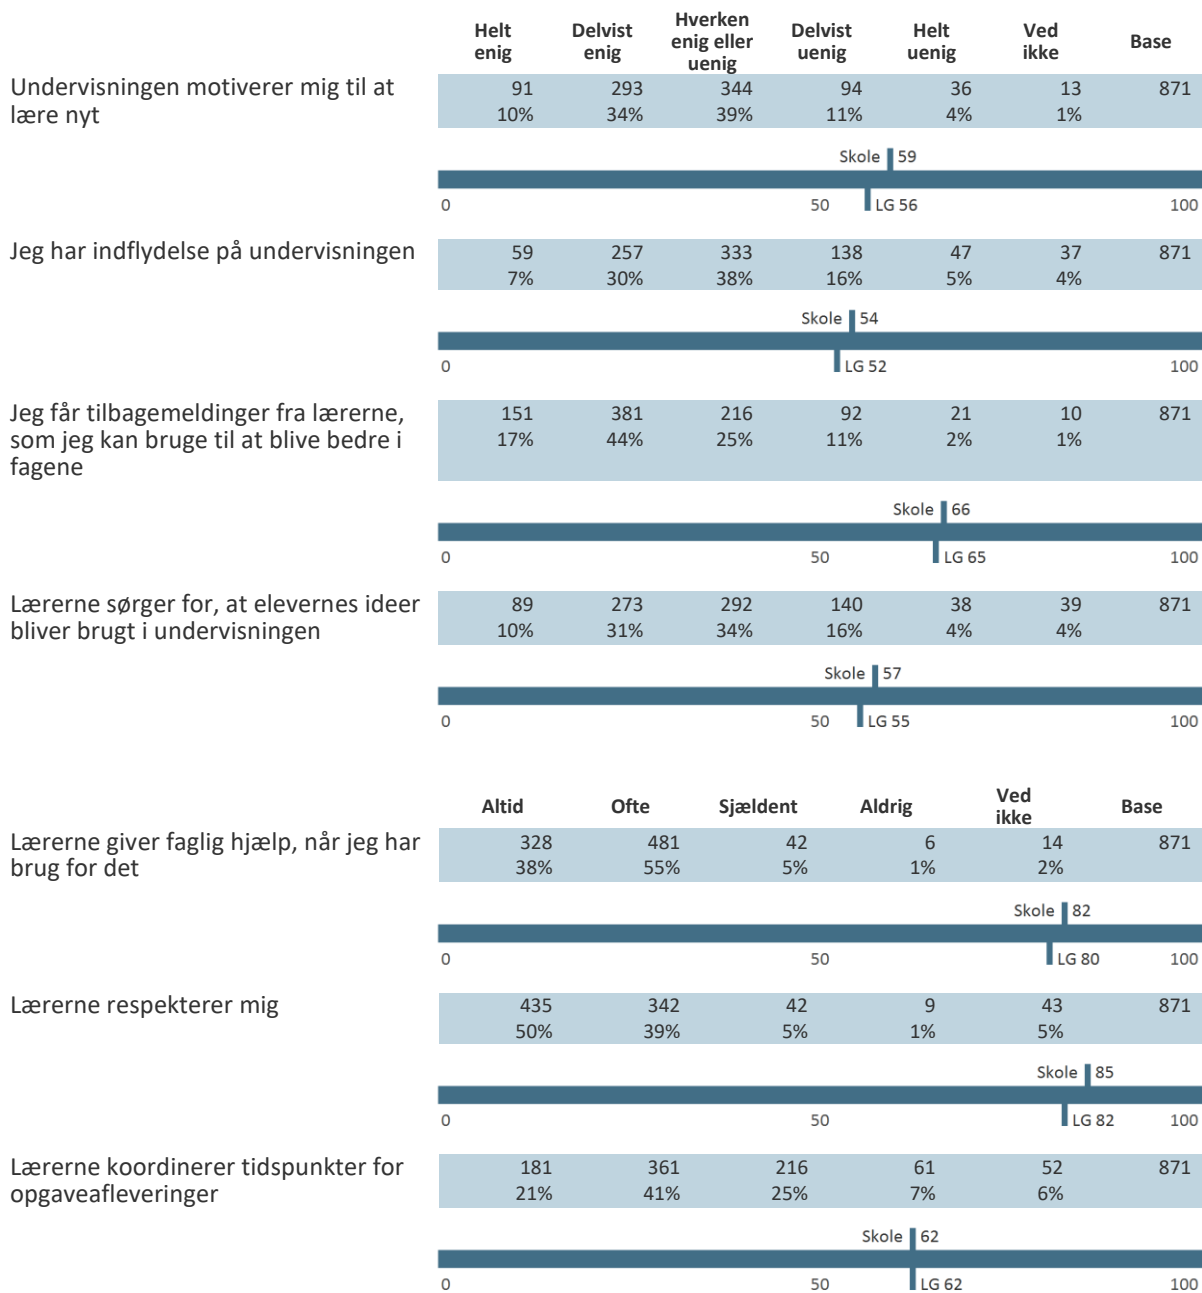 Helt enig Delvist enig Hverken enig eller uenig Delvist uenig Helt uenig Ved ikke Base
Undervisningen motiverer mig til at 91 293 344 94 36 13 871
lære nyt 10% 34% 39% 11% 4% 1%
Skole 59
0 50 LG 56 100
Jeg har indflydelse på undervisningen 59 257 333 138 47 37 871
7% 30% 38% 16% 5% 4%
Skole 54
0 LG 52 100
Jeg får tilbagemeldinger fra lærerne, 151 381 216 92 21 10 871
som jeg kan bruge til at blive bedre i 17% 44% 25% 11% 2% 1%
fagene
Skole 66
0 50 LG 65 100
Lærerne sørger for, at elevernes ideer 89 273 292 140 38 39 871
bliver brugt i undervisningen 10% 31% 34% 16% 4% 4%
Skole 57
0 50 LG 55 100
Altid Ofte Sjældent Aldrig Ved ikke Base
Lærerne giver faglig hjælp, når jeg har 328 481 42 6 14 871
brug for det 38% 55% 5% 1% 2%
Skole 82
0 50 LG 80 100
Lærerne respekterer mig 435 342 42 9 43 871
50% 39% 5% 1% 5%
Skole 85
0 50 LG 82 100
Lærerne koordinerer tidspunkter for 181 361 216 61 52 871
opgaveafleveringer 21% 41% 25% 7% 6%
Skole 62
0 50 LG 62 100